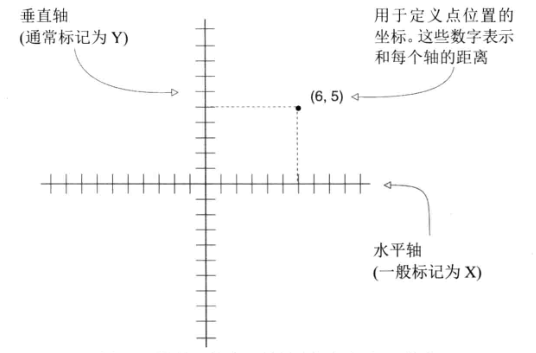 垂直轴
(通常标记为 Y)
用于定义点位置的
坐标。这些数字表示
和每个轴的距离
(6, 5)
水平轴
(一般标记为 X)